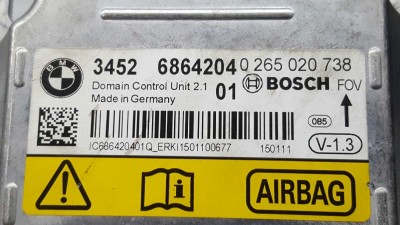 BMW
3452 6864204 0 265 020 738
Domain Control Unit 2.1 01 BOSCH FOV
Made in Germany
085
IC686420401Q_ERKI1501100677 150111 V-1.3
AIRBAG